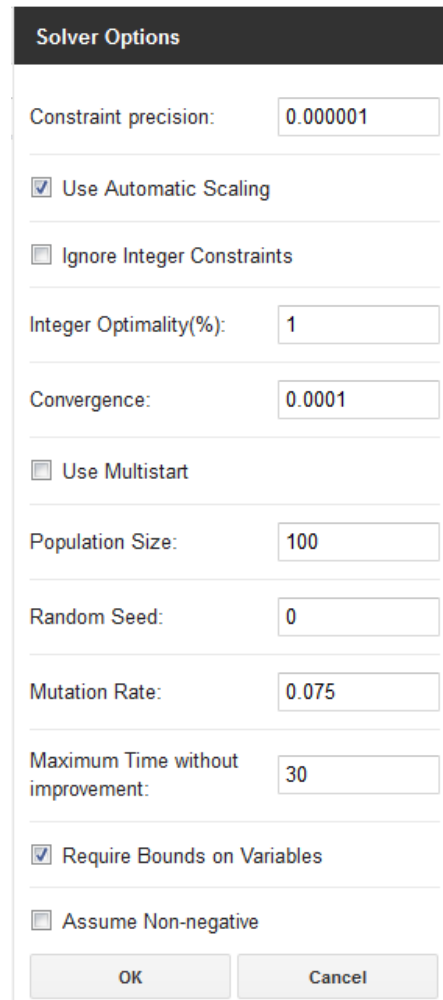 Solver Options
Constraint precision: 0.000001
Use Automatic Scaling
Ignore Integer Constraints
Integer Optimality(%): 1
Convergence: 0.0001
Use Multistart
Population Size: 100
Random Seed: 0
Mutation Rate: 0.075
Maximum Time without
improvement: 30
Require Bounds on Variables
Assume Non-negative
OK Cancel